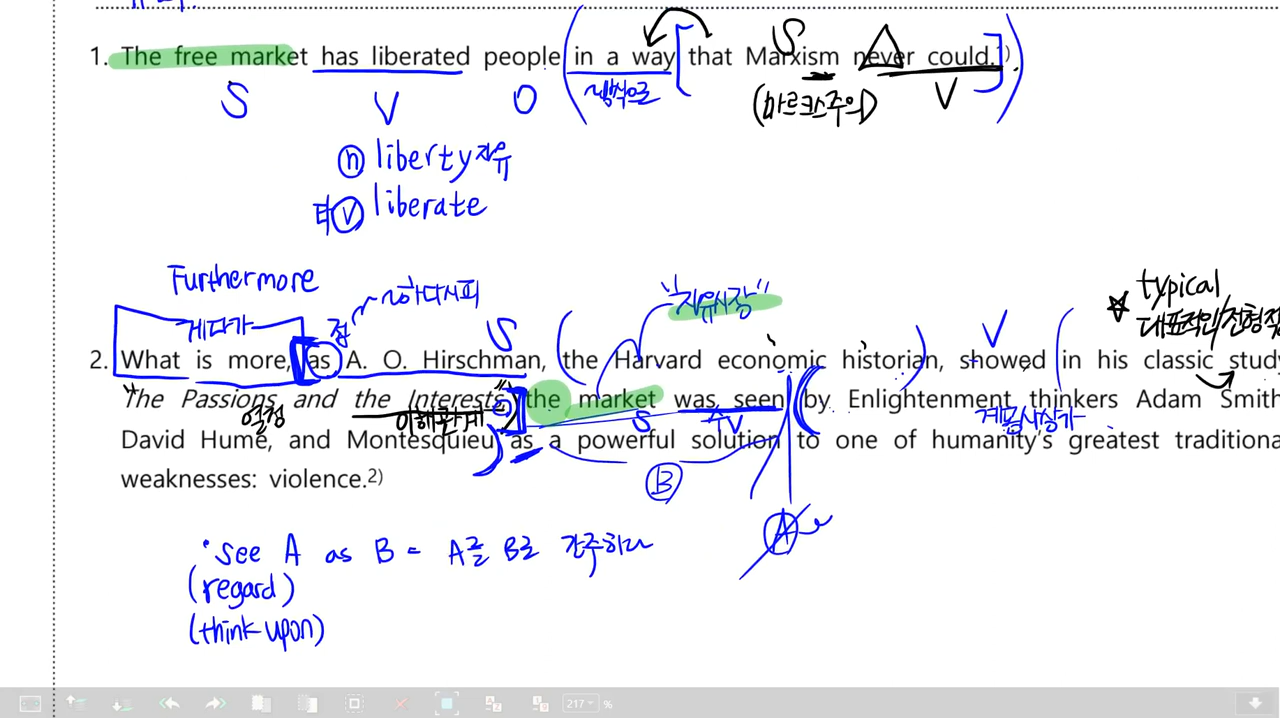 1. The free market has liberated people in a way that Marxism never could.1)
S V O ~방식으로 S (마르크스주의) V
ⓝ liberty 자유
타ⓥ liberate
Furthermore
게다가 접 ~하다시피 S "자유시장" V typical
대표적인/전형적
2. What is more, as A. O. Hirschman, (the Harvard economic historian, showed in his classic study
The Passions and the Interests, the market was seen by Enlightenment thinkers Adam Smith
열정 이해관계 S V 계몽사상가
David Hume, and Montesquieu as a powerful solution to one of humanity's greatest traditiona
weaknesses: violence.2)
Ⓑ
Ⓐ
• see A as B = A를 B로 간주하다
(regard)
(think upon)
217 %